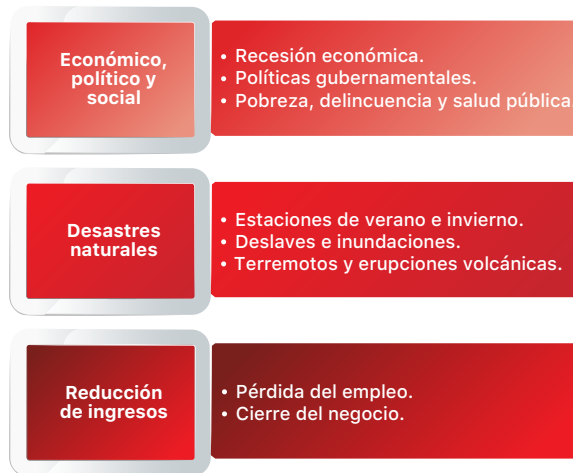 Económico,
político y
social
• Recesión económica.
• Políticas gubernamentales.
• Pobreza, delincuencia y salud pública.
Desastres
naturales
• Estaciones de verano e invierno.
• Deslaves e inundaciones.
• Terremotos y erupciones volcánicas.
Reducción
de ingresos
• Pérdida del empleo.
• Cierre del negocio.